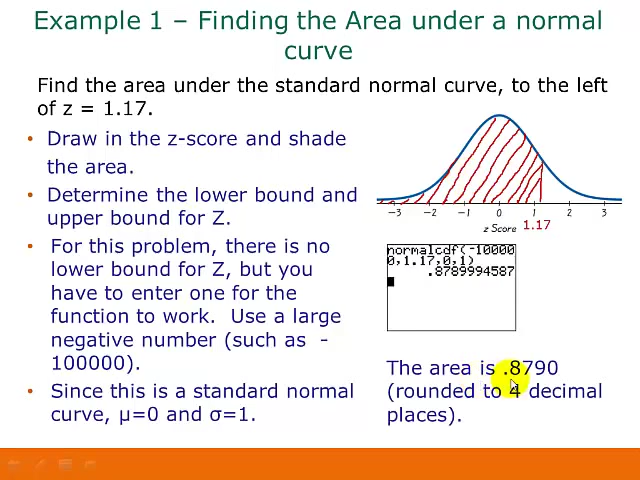 Example 1 – Finding the Area under a normal
curve
Find the area under the standard normal curve, to the left
of z = 1.17.
• Draw in the z-score and shade
the area.
• Determine the lower bound and
upper bound for Z.
• For this problem, there is no
lower bound for Z, but you
have to enter one for the
function to work. Use a large
negative number (such as -
100000).
• Since this is a standard normal
curve, μ=0 and σ=1.
−3 −2 −1 0 1 2 3
z Score 1.17
normalcdf(-10000
0,1.17,0,1)
.8789994587
The area is .8790
(rounded to 4 decimal
places).